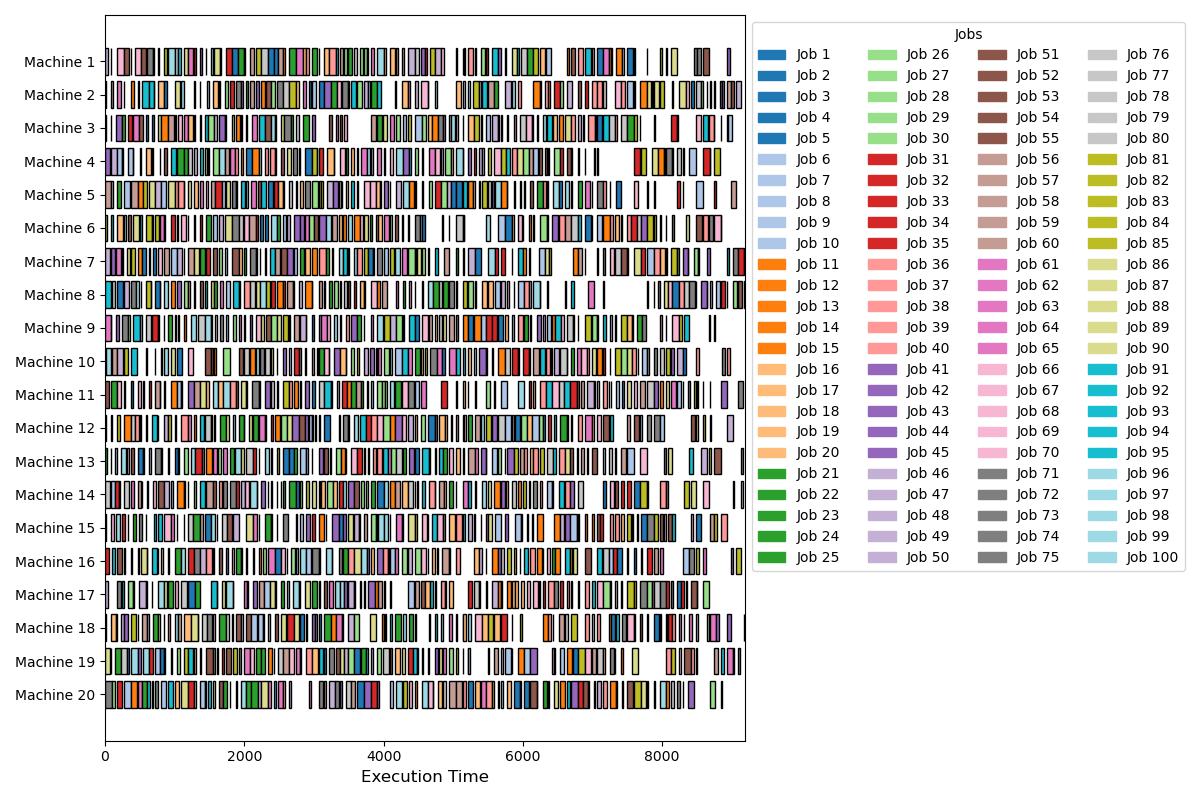 Jobs
Machine 1
Machine 2
Machine 3
Machine 4
Machine 5
Machine 6
Machine 7
Machine 8
Machine 9
Machine 10
Machine 11
Machine 12
Machine 13
Machine 14
Machine 15
Machine 16
Machine 17
Machine 18
Machine 19
Machine 20
0 2000 4000 6000 8000
Execution Time
Job 1 Job 26 Job 51 Job 76
Job 2 Job 27 Job 52 Job 77
Job 3 Job 28 Job 53 Job 78
Job 4 Job 29 Job 54 Job 79
Job 5 Job 30 Job 55 Job 80
Job 6 Job 31 Job 56 Job 81
Job 7 Job 32 Job 57 Job 82
Job 8 Job 33 Job 58 Job 83
Job 9 Job 34 Job 59 Job 84
Job 10 Job 35 Job 60 Job 85
Job 11 Job 36 Job 61 Job 86
Job 12 Job 37 Job 62 Job 87
Job 13 Job 38 Job 63 Job 88
Job 14 Job 39 Job 64 Job 89
Job 15 Job 40 Job 65 Job 90
Job 16 Job 41 Job 66 Job 91
Job 17 Job 42 Job 67 Job 92
Job 18 Job 43 Job 68 Job 93
Job 19 Job 44 Job 69 Job 94
Job 20 Job 45 Job 70 Job 95
Job 21 Job 46 Job 71 Job 96
Job 22 Job 47 Job 72 Job 97
Job 23 Job 48 Job 73 Job 98
Job 24 Job 49 Job 74 Job 99
Job 25 Job 50 Job 75 Job 100